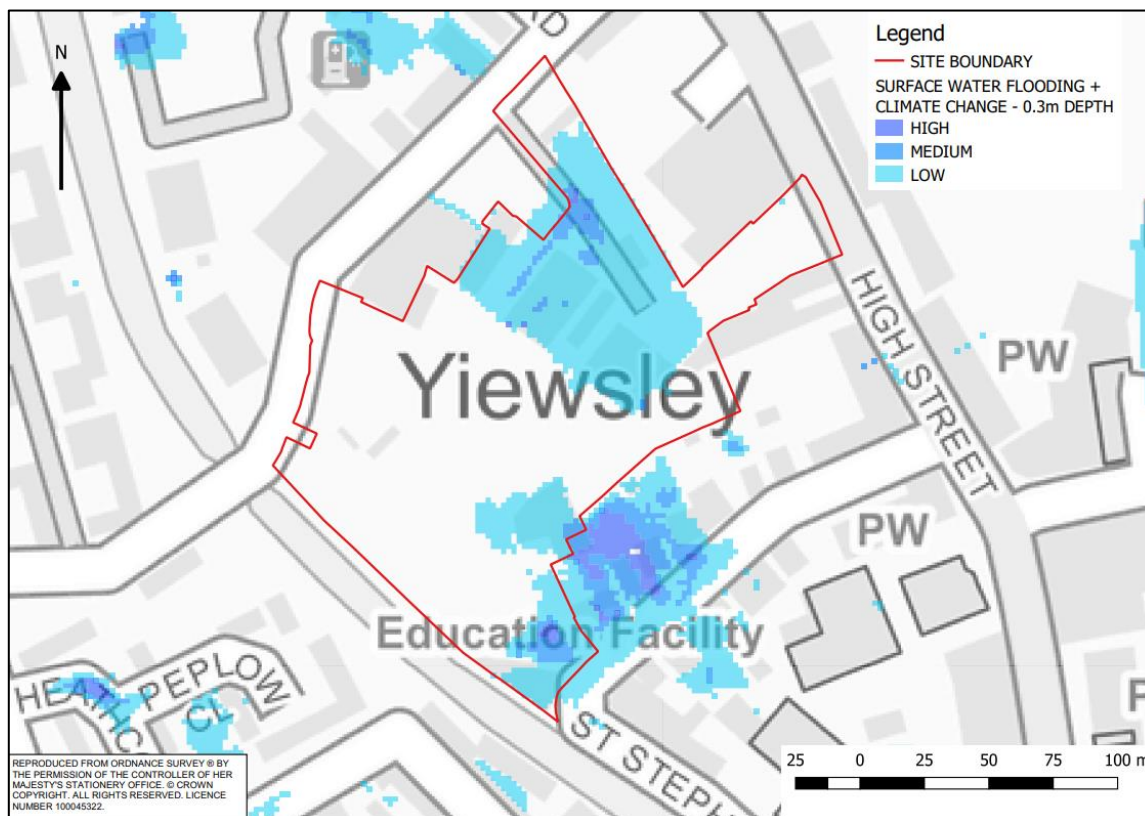 AD
N
Legend
SITE BOUNDARY
SURFACE WATER FLOODING +
CLIMATE CHANGE - 0.3m DEPTH
HIGH
MEDIUM
LOW
HIGH STREET
PW
Yiewsley
PW
Education Facility
HEATHC
PEPLOW
CL
ST STEPH
P
REPRODUCED FROM ORDNANCE SURVEY ® BY
THE PERMISSION OF THE CONTROLLER OF HER
MAJESTY'S STATIONERY OFFICE. © CROWN
COPYRIGHT. ALL RIGHTS RESERVED. LICENCE
NUMBER 100045322.
25 0 25 50 75 100 m